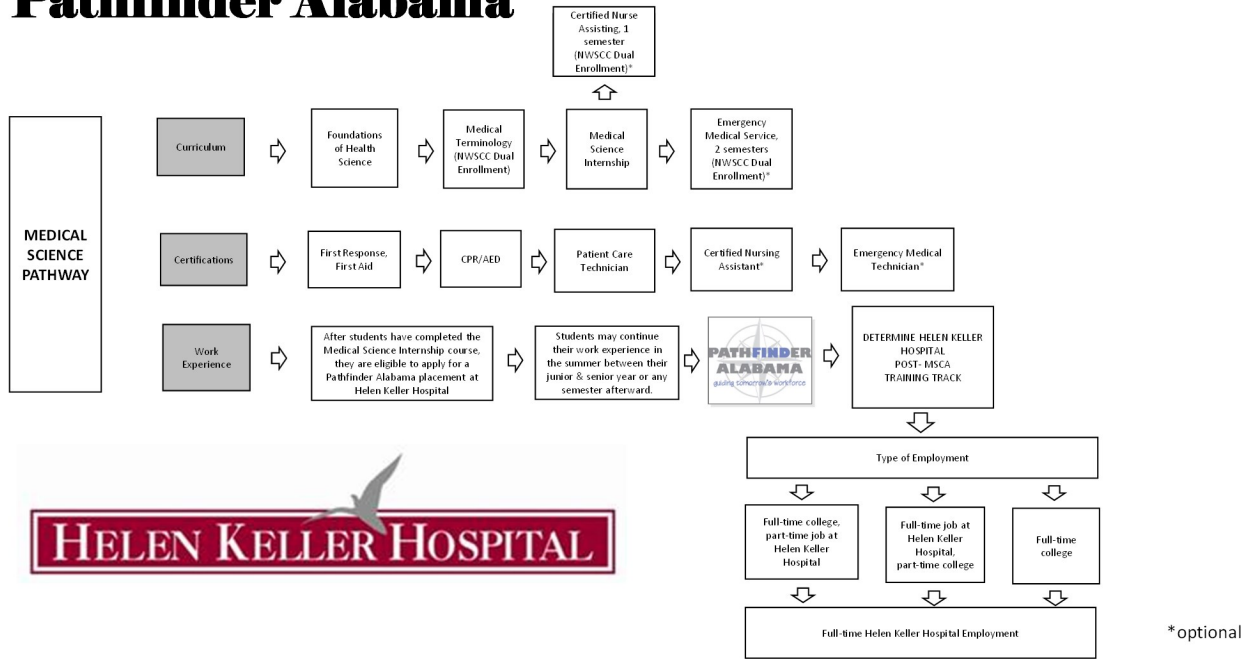 Pathfinder Alabama
Certified Nurse
Assisting, 1
semester
(NWSCC Dual
Enrollment)*
MEDICAL
SCIENCE
PATHWAY
Curriculum
Foundations
of Health
Science
Medical
Terminology
(NWSCC Dual
Enrollment)
Medical
Science
Internship
Emergency
Medical Service,
2 semesters
(NWSCC Dual
Enrollment)*
Certifications
First Response,
First Aid
CPR/AED
Patient Care
Technician
Certified Nursing
Assistant*
Emergency Medical
Technician*
Work
Experience
After students have completed the
Medical Science Internship course,
they are eligible to apply for a
Pathfinder Alabama placement at
Helen Keller Hospital
Students may continue
their work experience in
the summer between their
junior & senior year or any
semester afterward.
PATHFINDER
ALABAMA
guiding tomorrow's workforce
DETERMINE HELEN KELLER
HOSPITAL
POST- MSCA
TRAINING TRACK
Type of Employment
Full-time college,
part-time job at
Helen Keller
Hospital
Full-time job at
Helen Keller
Hospital,
part-time college
Full-time
college
Full-time Helen Keller Hospital Employment
HELEN KELLER HOSPITAL
*optional